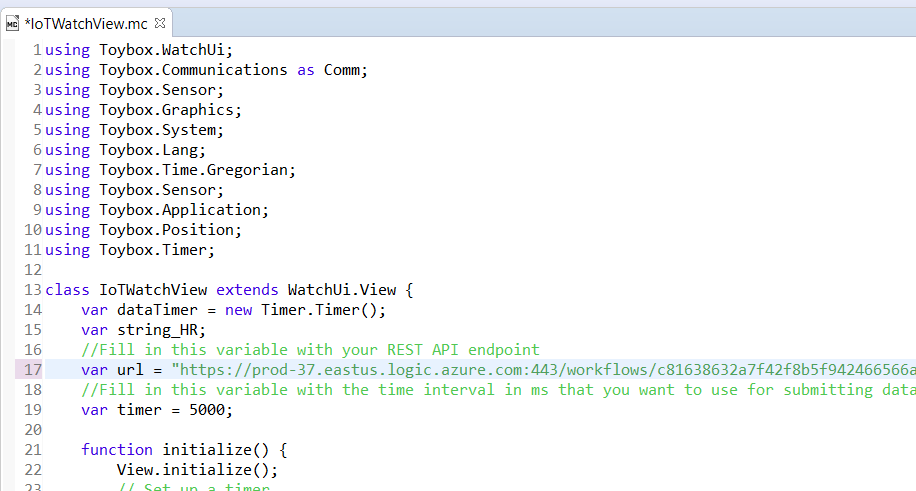 MC *IoTWatchView.mc
1 using Toybox.WatchUi;
2 using Toybox.Communications as Comm;
3 using Toybox.Sensor;
4 using Toybox.Graphics;
5 using Toybox.System;
6 using Toybox.Lang;
7 using Toybox.Time.Gregorian;
8 using Toybox.Sensor;
9 using Toybox.Application;
10 using Toybox.Position;
11 using Toybox.Timer;
12
13 class IoTWatchView extends WatchUi.View {
14 var dataTimer = new Timer.Timer();
15 var string_HR;
16 //Fill in this variable with your REST API endpoint
17 var url = "https://prod-37.eastus.logic.azure.com:443/workflows/c81638632a7f42f8b5f942466566a
18 //Fill in this variable with the time interval in ms that you want to use for submitting data
19 var timer = 5000;
20
21 function initialize() {
22 View.initialize();
23 // Set up a timer